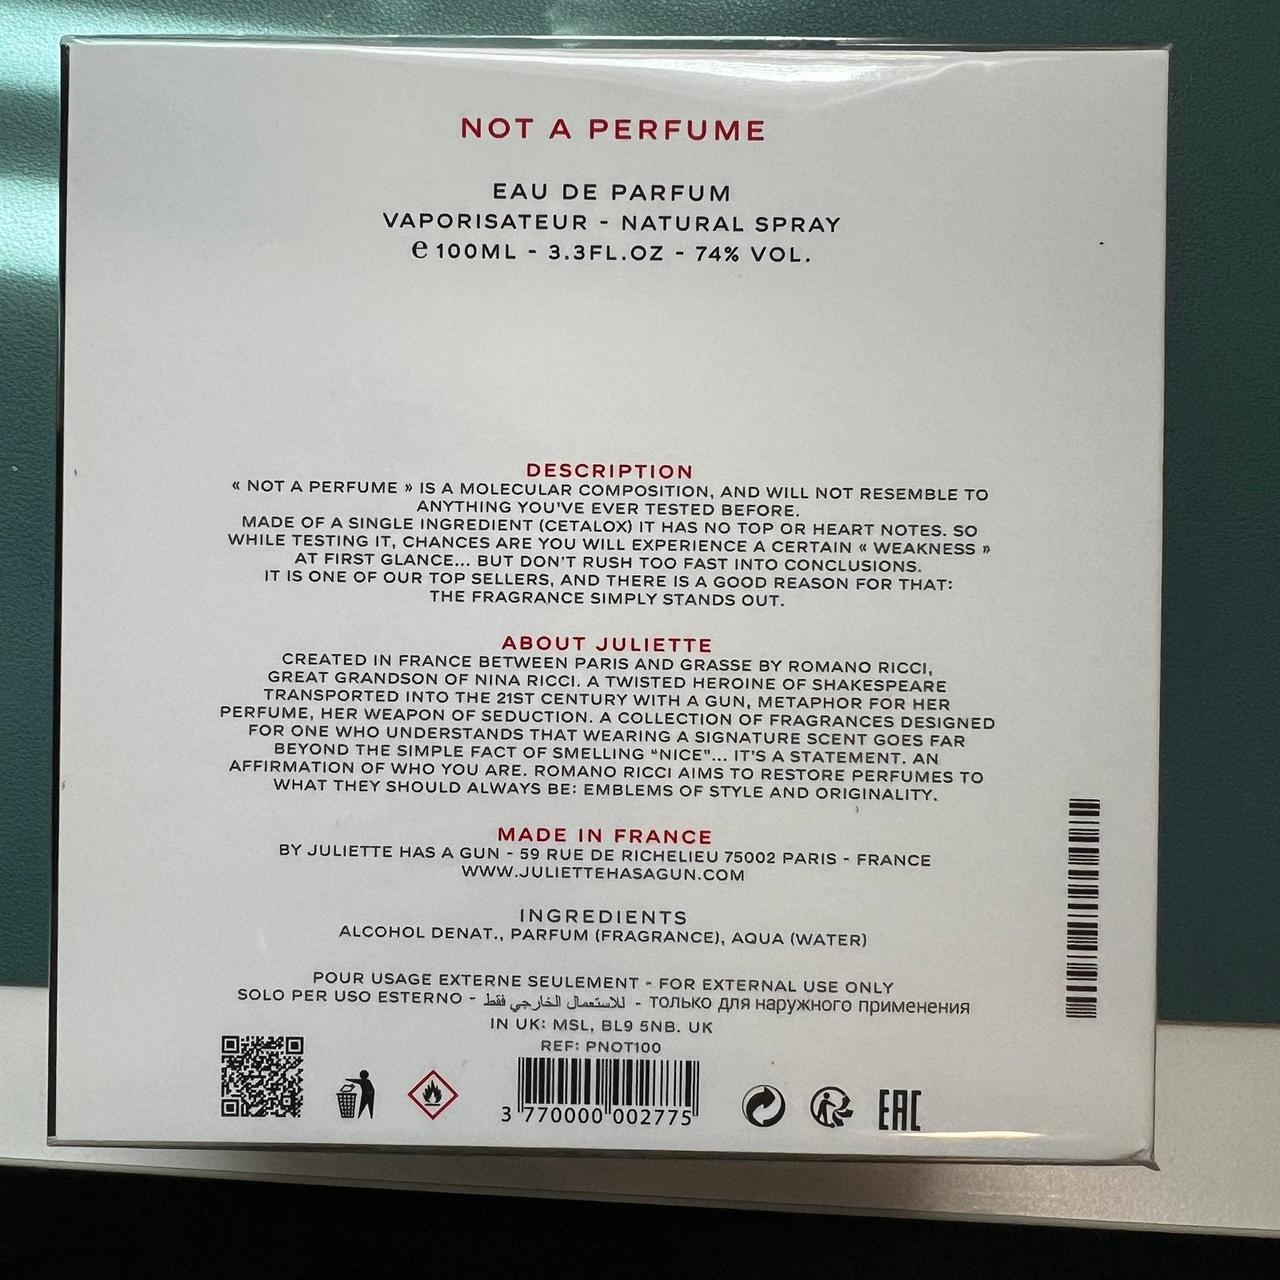 NOT A PERFUME
EAU DE PARFUM
VAPORISATEUR - NATURAL SPRAY
℮ 100ML - 3.3FL.OZ - 74% VOL.
DESCRIPTION
« NOT A PERFUME » IS A MOLECULAR COMPOSITION, AND WILL NOT RESEMBLE TO
ANYTHING YOU'VE EVER TESTED BEFORE.
MADE OF A SINGLE INGREDIENT (CETALOX) IT HAS NO TOP OR HEART NOTES. SO
WHILE TESTING IT, CHANCES ARE YOU WILL EXPERIENCE A CERTAIN « WEAKNESS »
AT FIRST GLANCE... BUT DON'T RUSH TOO FAST INTO CONCLUSIONS.
IT IS ONE OF OUR TOP SELLERS, AND THERE IS A GOOD REASON FOR THAT:
THE FRAGRANCE SIMPLY STANDS OUT.
ABOUT JULIETTE
CREATED IN FRANCE BETWEEN PARIS AND GRASSE BY ROMANO RICCI,
GREAT GRANDSON OF NINA RICCI. A TWISTED HEROINE OF SHAKESPEARE
TRANSPORTED INTO THE 21ST CENTURY WITH A GUN, METAPHOR FOR HER
PERFUME, HER WEAPON OF SEDUCTION. A COLLECTION OF FRAGRANCES DESIGNED
FOR ONE WHO UNDERSTANDS THAT WEARING A SIGNATURE SCENT GOES FAR
BEYOND THE SIMPLE FACT OF SMELLING “NICE”... IT'S A STATEMENT. AN
AFFIRMATION OF WHO YOU ARE. ROMANO RICCI AIMS TO RESTORE PERFUMES TO
WHAT THEY SHOULD ALWAYS BE: EMBLEMS OF STYLE AND ORIGINALITY.
MADE IN FRANCE
BY JULIETTE HAS A GUN - 59 RUE DE RICHELIEU 75002 PARIS - FRANCE
WWW.JULIETTEHASAGUN.COM
INGREDIENTS
ALCOHOL DENAT., PARFUM (FRAGRANCE), AQUA (WATER)
POUR USAGE EXTERNE SEULEMENT - FOR EXTERNAL USE ONLY
SOLO PER USO ESTERNO - للاستعمال الخارجي فقط - только для наружного применения
IN UK: MSL, BL9 5NB. UK
REF: PNOT100
3 770000 002775
EAC